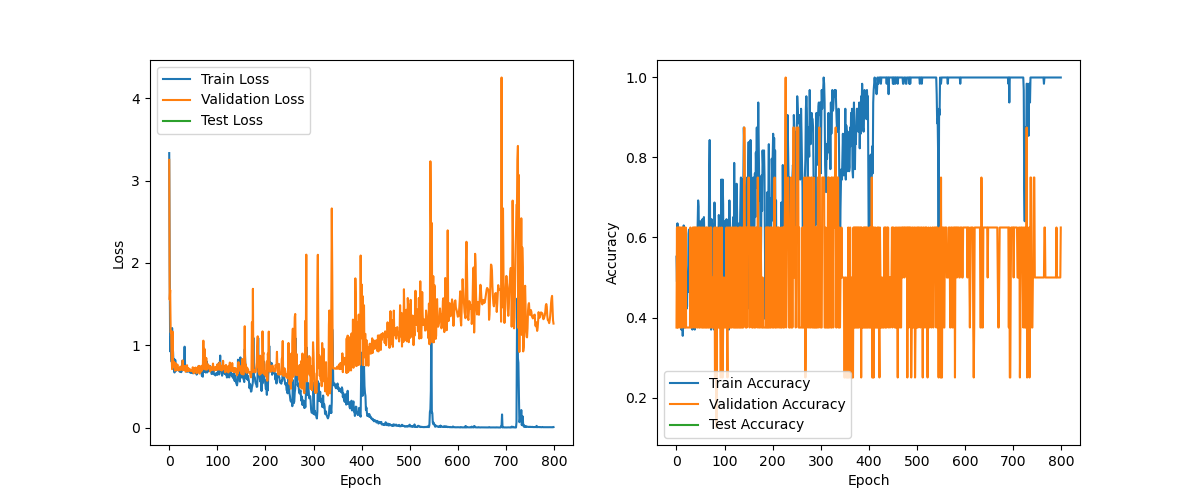 Train Loss
Validation Loss
Test Loss
4
3
2
1
0
Loss
0 100 200 300 400 500 600 700 800
Epoch
1.0
0.8
0.6
0.4
0.2
Accuracy
Train Accuracy
Validation Accuracy
Test Accuracy
0 100 200 300 400 500 600 700 800
Epoch